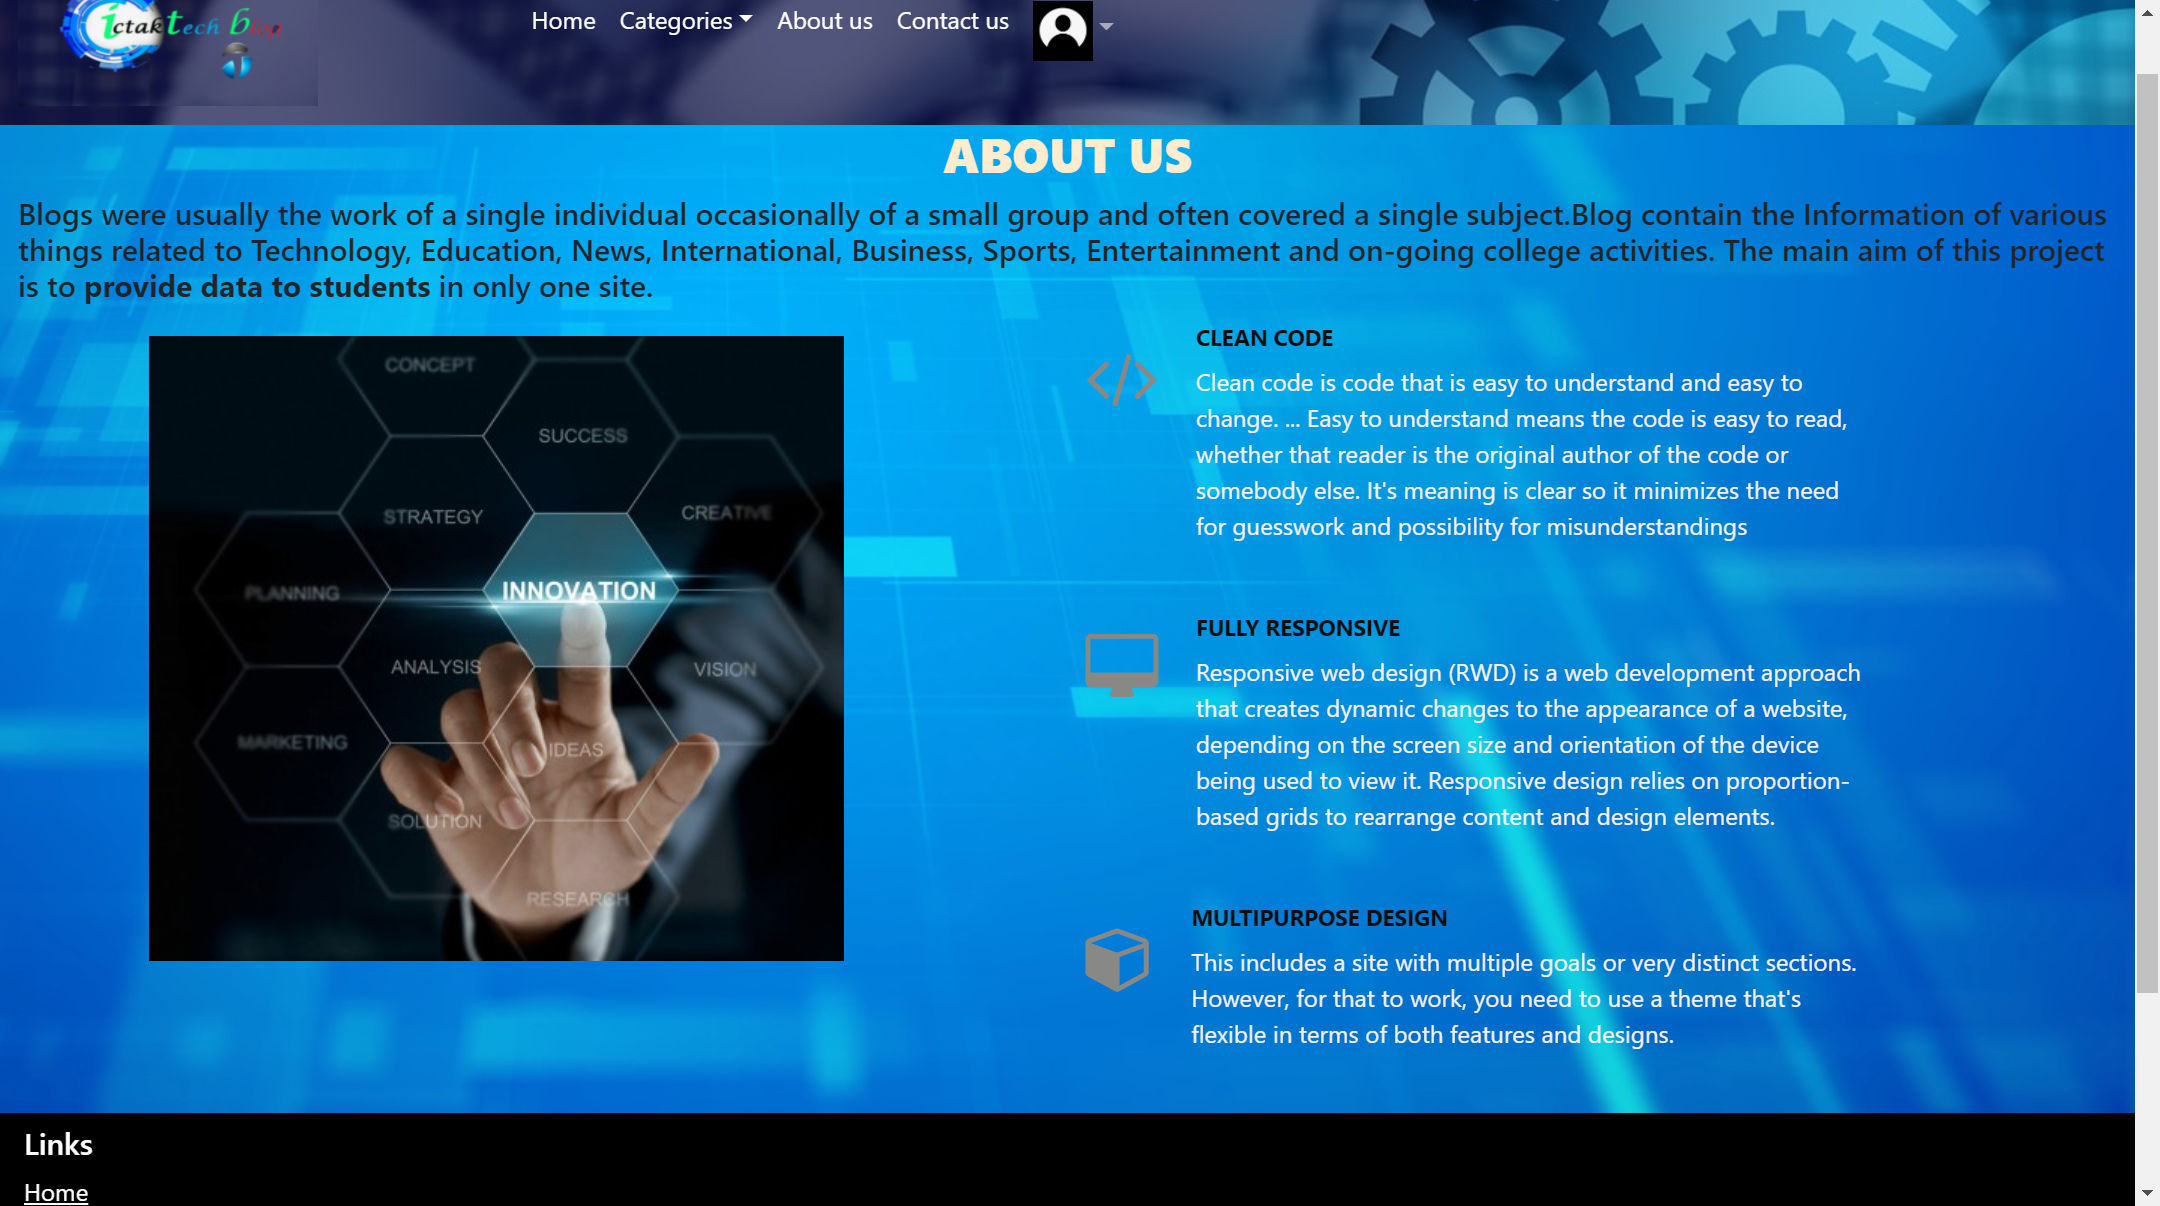 ictaktech Blog
Home Categories About us Contact us
ABOUT US
Blogs were usually the work of a single individual occasionally of a small group and often covered a single subject.Blog contain the Information of various
things related to Technology, Education, News, International, Business, Sports, Entertainment and on-going college activities. The main aim of this project
is to provide data to students in only one site.
CONCEPT
SUCCESS
STRATEGY
CREATIVE
PLANNING
INNOVATION
ANALYSIS
VISION
MARKETING
IDEAS
SOLUTION
RESEARCH
CLEAN CODE
Clean code is code that is easy to understand and easy to
change. ... Easy to understand means the code is easy to read,
whether that reader is the original author of the code or
somebody else. It's meaning is clear so it minimizes the need
for guesswork and possibility for misunderstandings
FULLY RESPONSIVE
Responsive web design (RWD) is a web development approach
that creates dynamic changes to the appearance of a website,
depending on the screen size and orientation of the device
being used to view it. Responsive design relies on proportion-
based grids to rearrange content and design elements.
MULTIPURPOSE DESIGN
This includes a site with multiple goals or very distinct sections.
However, for that to work, you need to use a theme that's
flexible in terms of both features and designs.
Links
Home